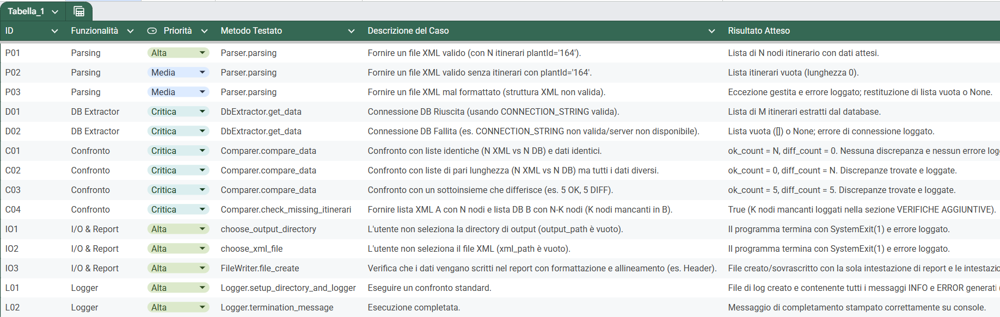 Tabella_1
ID Funzionalità Priorità Metodo Testato Descrizione del Caso Risultato Atteso
P01 Parsing Alta Parser.parsing Fornire un file XML valido (con N itinerari plantId='164'). Lista di N nodi itinerario con dati attesi.
P02 Parsing Media Parser.parsing Fornire un file XML valido senza itinerari con plantId='164'. Lista itinerari vuota (lunghezza 0).
P03 Parsing Media Parser.parsing Fornire un file XML mal formattato (struttura XML non valida). Eccezione gestita e errore loggato; restituzione di lista vuota o None.
D01 DB Extractor Critica DbExtractor.get_data Connessione DB Riuscita (usando CONNECTION_STRING valida). Lista di M itinerari estratti dal database.
D02 DB Extractor Critica DbExtractor.get_data Connessione DB Fallita (es. CONNECTION_STRING non valida/server non disponibile). Lista vuota ([]) o None; errore di connessione loggato.
C01 Confronto Critica Comparer.compare_data Confronto con liste identiche (N XML vs N DB) e dati identici. ok_count = N, diff_count = 0. Nessuna discrepanza e nessun errore log
C02 Confronto Critica Comparer.compare_data Confronto con liste di pari lunghezza (N XML vs N DB) ma tutti i dati diversi. ok_count = 0, diff_count = N. Discrepanze trovate e loggate.
C03 Confronto Critica Comparer.compare_data Confronto con un sottoinsieme che differisce (es. 5 OK, 5 DIFF). ok_count = 5, diff_count = 5. Discrepanze trovate e loggate.
C04 Confronto Critica Comparer.check_missing_itinerari Fornire lista XML A con N nodi e lista DB B con N-K nodi (K nodi mancanti in B). True (K nodi mancanti loggati nella sezione VERIFICHE AGGIUNTIVE).
IO1 I/O & Report Alta choose_output_directory L'utente non seleziona la directory di output (output_path è vuoto). Il programma termina con SystemExit(1) e errore loggato.
IO2 I/O & Report Alta choose_xml_file L'utente non seleziona il file XML (xml_path è vuoto). Il programma termina con SystemExit(1) e errore loggato.
IO3 I/O & Report Alta FileWriter.file_create Verifica che i dati vengano scritti nel report con formattazione e allineamento (es. Header). File creato/sovrascritto con la sola intestazione di report e le intestazio
L01 Logger Alta Logger.setup_directory_and_logger Eseguire un confronto standard. File di log creato e contenente tutti i messaggi INFO e ERROR generati (
L02 Logger Alta Logger.termination_message Esecuzione completata. Messaggio di completamento stampato correttamente su console.